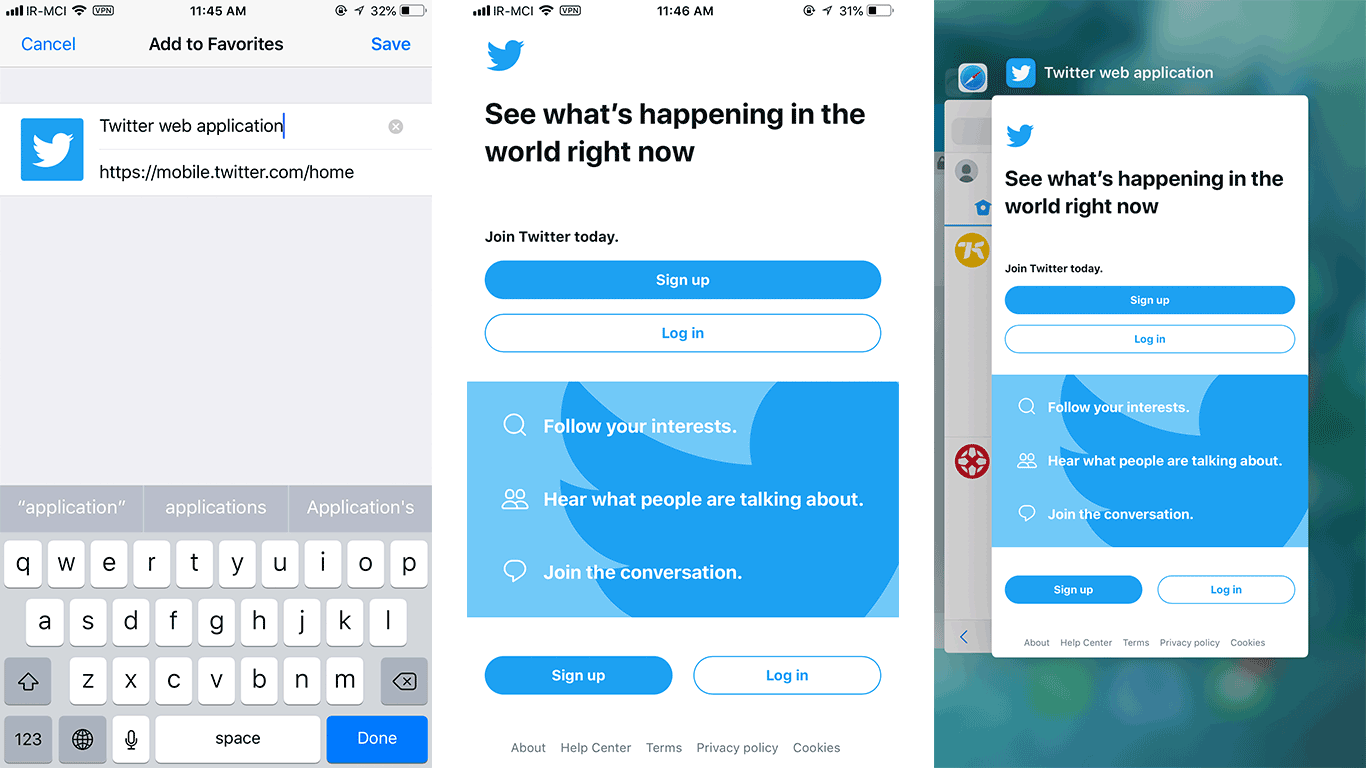 IR-MCI VPN 11:45 AM 32%
Cancel Add to Favorites Save
Twitter web application
https://mobile.twitter.com/home
“application” applications Application's
q w e r t y u i o p
a s d f g h j k l
z x c v b n m
123 space Done
IR-MCI VPN 11:46 AM 31%
See what’s happening in the
world right now
Join Twitter today.
Sign up
Log in
Follow your interests.
Hear what people are talking about.
Join the conversation.
Sign up Log in
About Help Center Terms Privacy policy Cookies
Twitter web application
See what’s happening in the
world right now
Join Twitter today.
Sign up
Log in
Follow your interests.
Hear what people are talking about.
Join the conversation.
Sign up Log in
About Help Center Terms Privacy policy Cookies